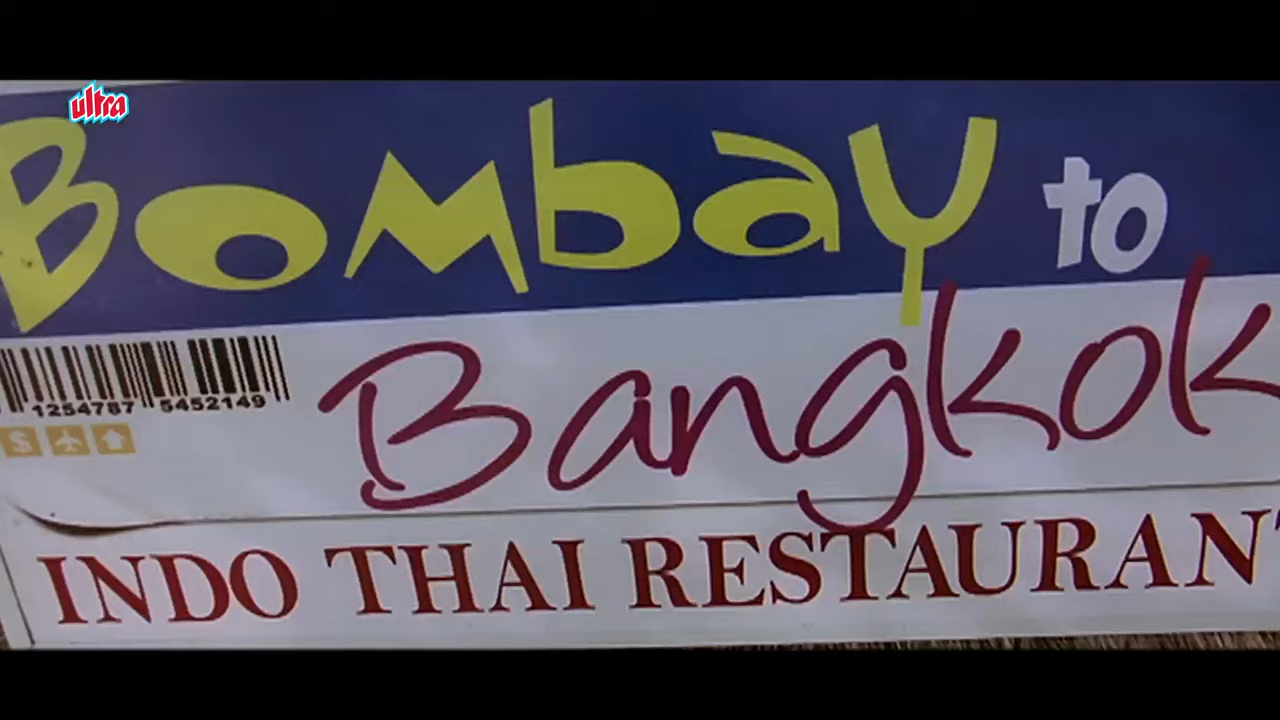 ultra
Bombay to
Bangkok
1254787 5452149
$
INDO THAI RESTAURANT